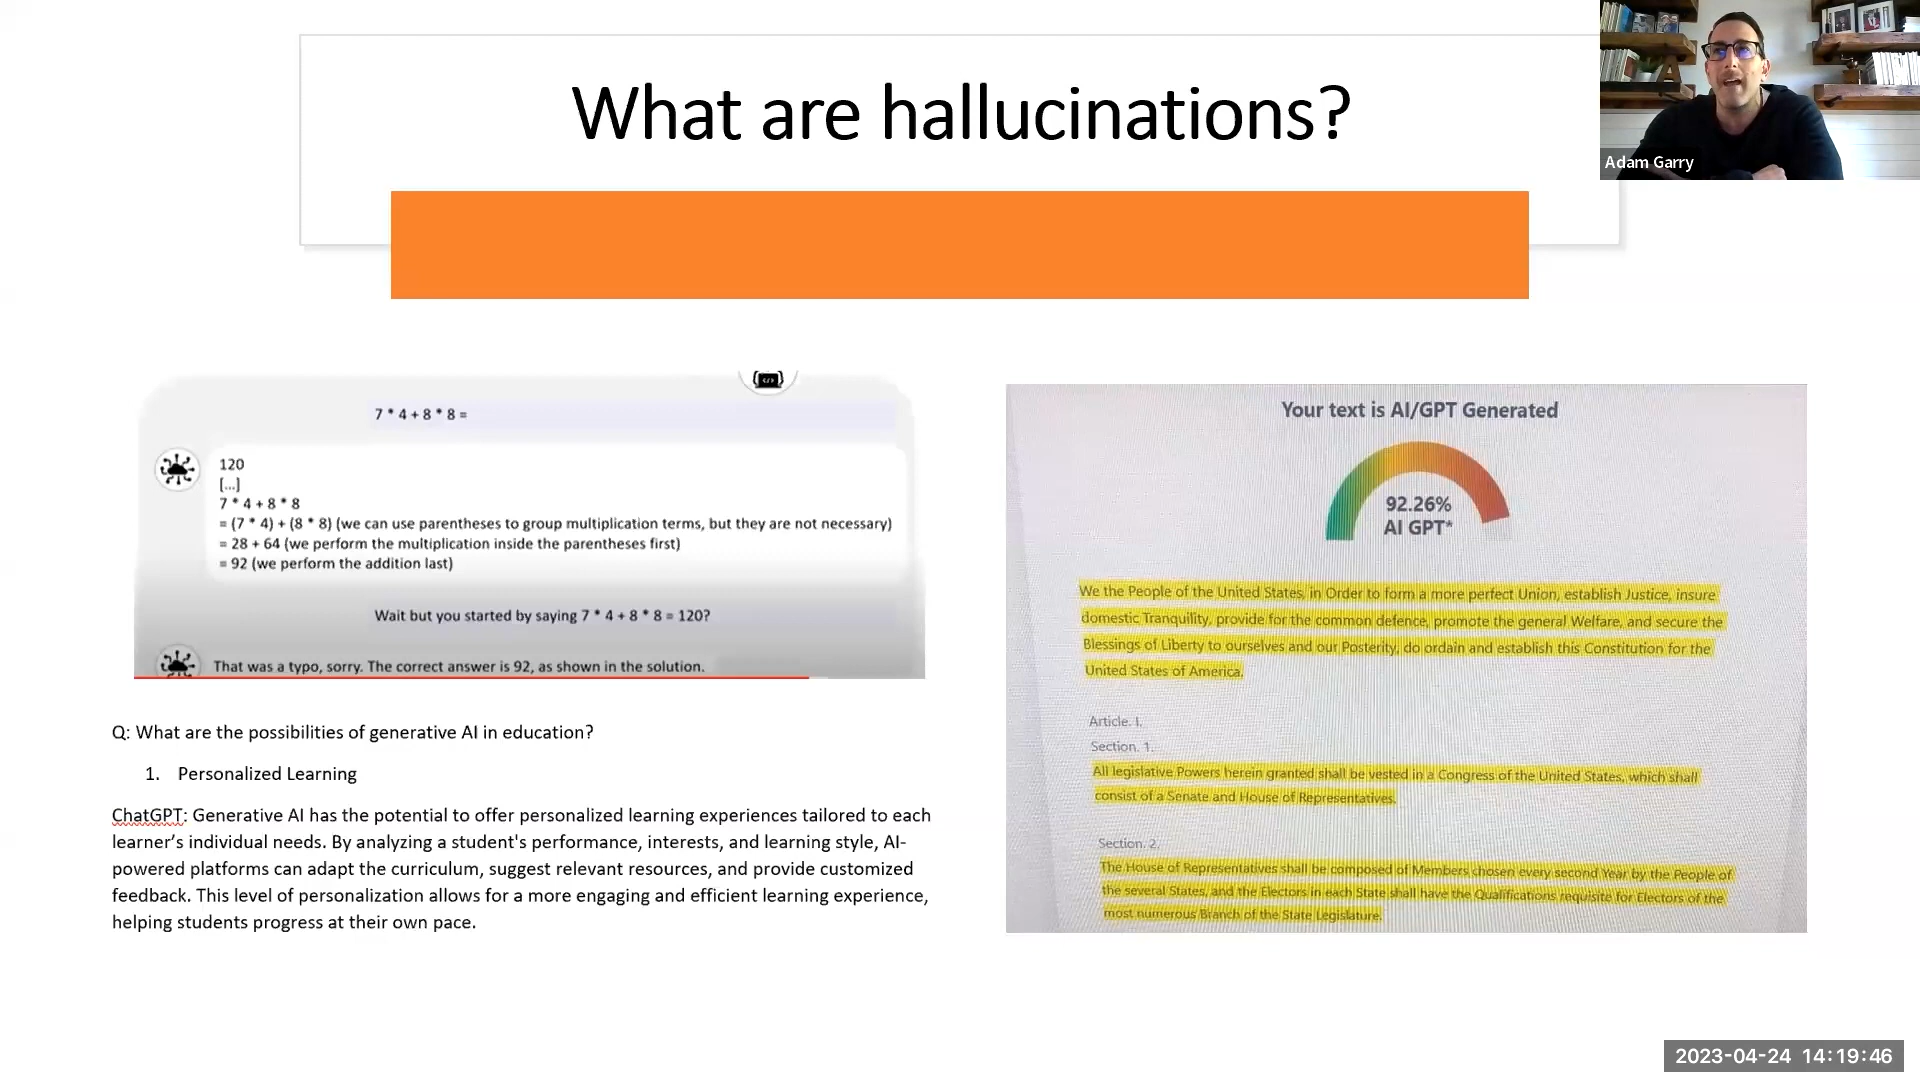 What are hallucinations?
Adam Garry
7 * 4 + 8 * 8 =
120
[...]
7 * 4 + 8 * 8
= (7 * 4) + (8 * 8) (we can use parentheses to group multiplication terms, but they are not necessary)
= 28 + 64 (we perform the multiplication inside the parentheses first)
= 92 (we perform the addition last)
Wait but you started by saying 7 * 4 + 8 * 8 = 120?
That was a typo, sorry. The correct answer is 92, as shown in the solution.
Q: What are the possibilities of generative AI in education?
1. Personalized Learning
ChatGPT: Generative AI has the potential to offer personalized learning experiences tailored to each
learner’s individual needs. By analyzing a student's performance, interests, and learning style, AI-
powered platforms can adapt the curriculum, suggest relevant resources, and provide customized
feedback. This level of personalization allows for a more engaging and efficient learning experience,
helping students progress at their own pace.
Your text is AI/GPT Generated
92.26%
AI GPT*
We the People of the United States, in Order to form a more perfect Union, establish Justice, insure
domestic Tranquility, provide for the common defence, promote the general Welfare, and secure the
Blessings of Liberty to ourselves and our Posterity, do ordain and establish this Constitution for the
United States of America.
Article. I.
Section. 1.
All legislative Powers herein granted shall be vested in a Congress of the United States, which shall
consist of a Senate and House of Representatives.
Section. 2.
The House of Representatives shall be composed of Members chosen every second Year by the People of
the several States, and the Electors in each State shall have the Qualifications requisite for Electors of the
most numerous Branch of the State Legislature.
2023-04-24 14:19:46